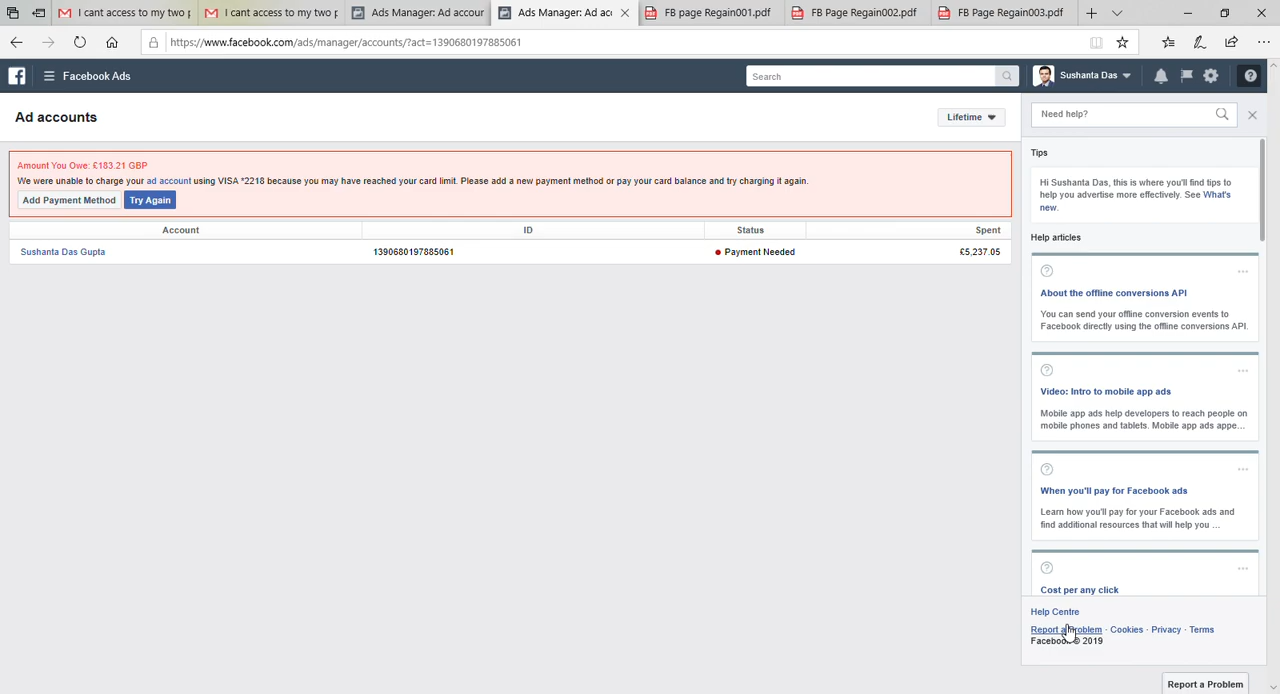 I cant access to my two p
I cant access to my two p
Ads Manager: Ad accour
Ads Manager: Ad acc
FB page Regain001.pdf
FB Page Regain002.pdf
FB Page Regain003.pdf
https://www.facebook.com/ads/manager/accounts/?act=1390680197885061
Facebook Ads
Search
Sushanta Das
Ad accounts
Lifetime
Need help?
Amount You Owe: £183.21 GBP
We were unable to charge your ad account using VISA *2218 because you may have reached your card limit. Please add a new payment method or pay your card balance and try charging it again.
Add Payment Method
Try Again
Account ID Status Spent
Sushanta Das Gupta 1390680197885061 Payment Needed £5,237.05
Tips
Hi Sushanta Das, this is where you'll find tips to
help you advertise more effectively. See What's
new.
Help articles
About the offline conversions API
You can send your offline conversion events to
Facebook directly using the offline conversions API.
Video: Intro to mobile app ads
Mobile app ads help developers to reach people on
mobile phones and tablets. Mobile app ads appe...
When you'll pay for Facebook ads
Learn how you'll pay for your Facebook ads and
find additional resources that will help you ...
Cost per any click
Help Centre
Report a Problem · Cookies · Privacy · Terms
Facebook © 2019
Report a Problem